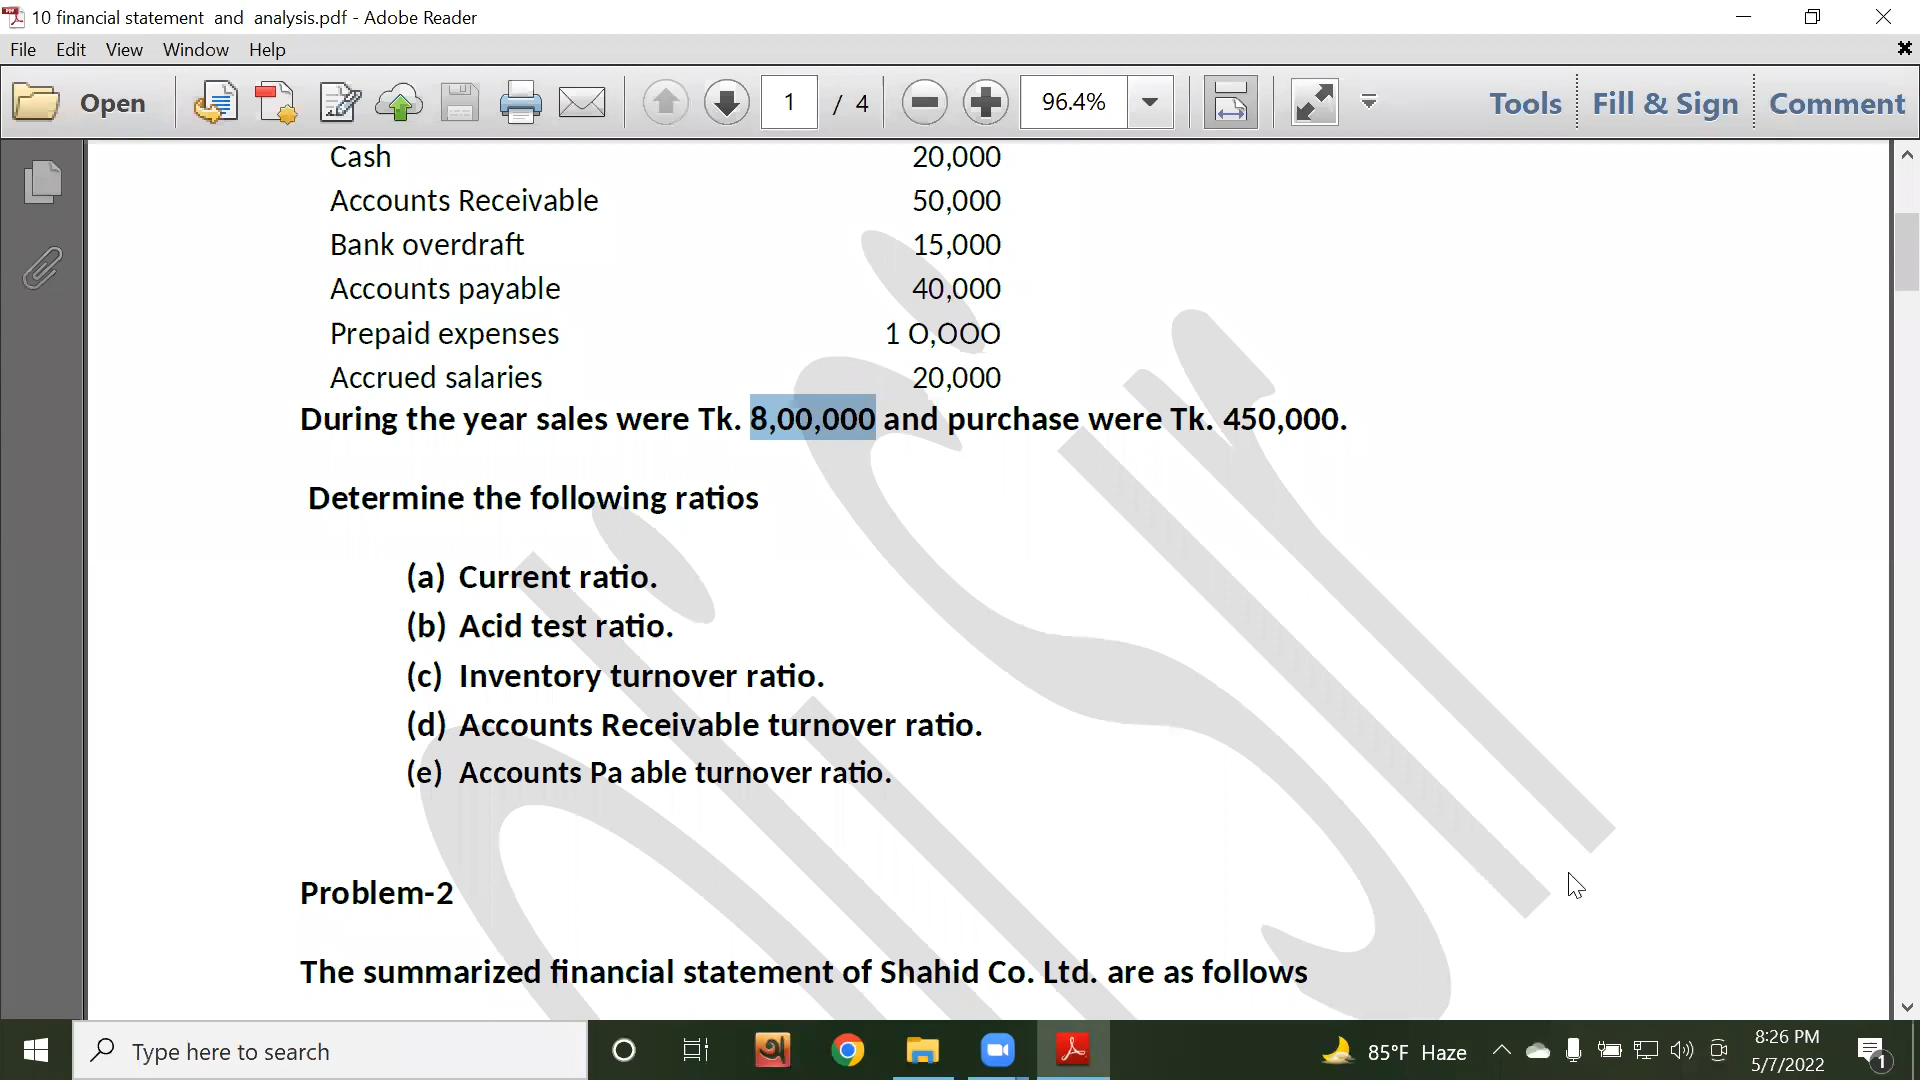 10 financial statement and analysis.pdf - Adobe Reader
File Edit View Window Help
Open 1 / 4 96.4% Tools Fill & Sign Comment
Cash 20,000
Accounts Receivable 50,000
Bank overdraft 15,000
Accounts payable 40,000
Prepaid expenses 1 O,OOO
Accrued salaries 20,000
During the year sales were Tk. 8,00,000 and purchase were Tk. 450,000.
Determine the following ratios
(a) Current ratio.
(b) Acid test ratio.
(c) Inventory turnover ratio.
(d) Accounts Receivable turnover ratio.
(e) Accounts Pa able turnover ratio.
Problem-2
The summarized financial statement of Shahid Co. Ltd. are as follows
Type here to search
অ
85°F Haze
8:26 PM
5/7/2022
1